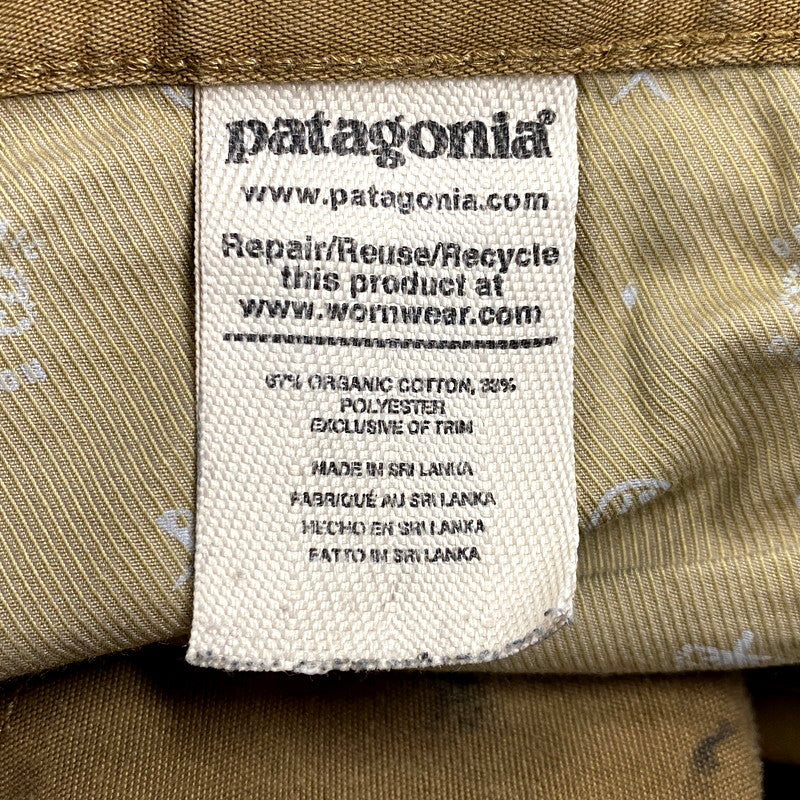 patagonia®
www.patagonia.com
Repair/Reuse/Recycle
this product at
www.wornwear.com
67% ORGANIC COTTON, 33%
POLYESTER
EXCLUSIVE OF TRIM
MADE IN SRI LANKA
FABRIQUÉ AU SRI LANKA
HECHO EN SRI LANKA
FATTO IN SRI LANKA